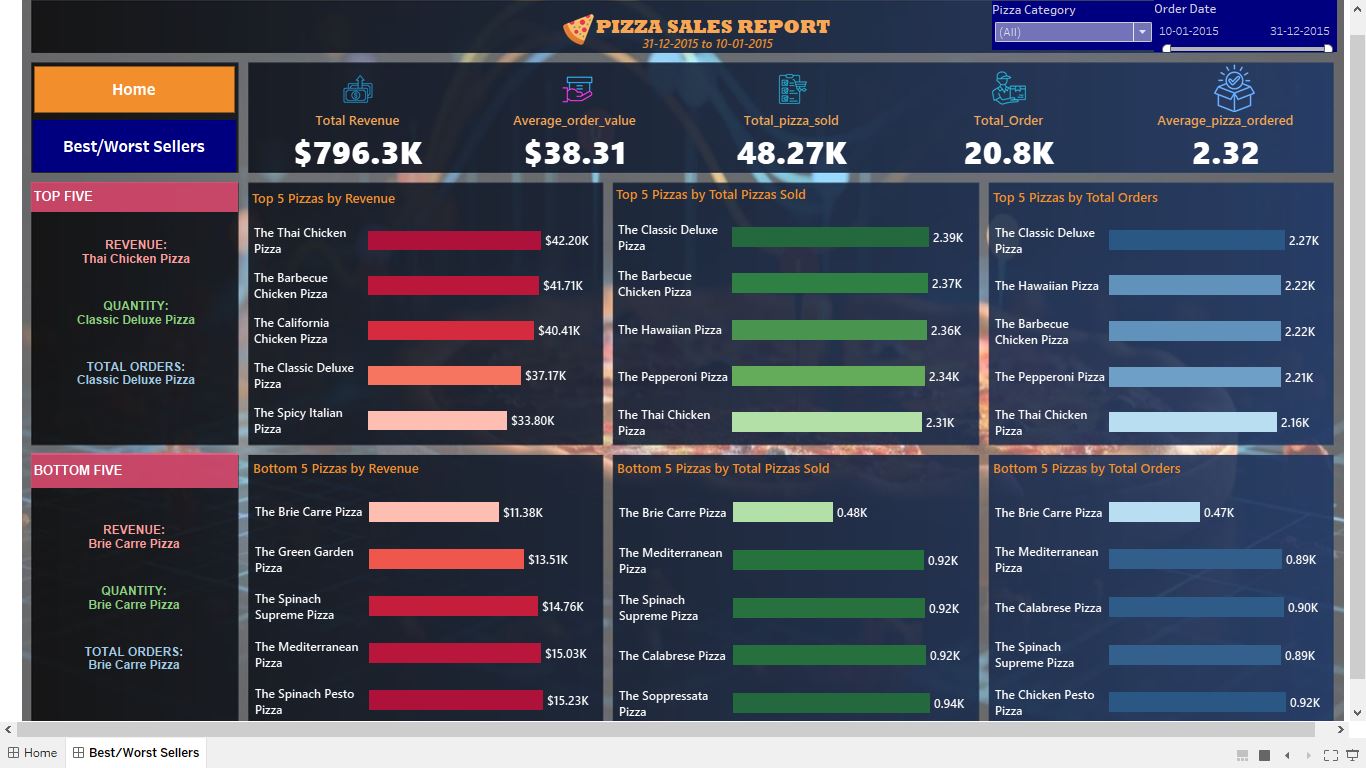 PIZZA SALES REPORT
31-12-2015 to 10-01-2015
Pizza Category
(All)
Order Date
10-01-2015
31-12-2015
Home
Best/Worst Sellers
Total Revenue
$796.3K
Average_order_value
$38.31
Total_pizza_sold
48.27K
Total_Order
20.8K
Average_pizza_ordered
2.32
TOP FIVE
REVENUE:
Thai Chicken Pizza
QUANTITY:
Classic Deluxe Pizza
TOTAL ORDERS:
Classic Deluxe Pizza
Top 5 Pizzas by Revenue
The Thai Chicken
Pizza
$42.20K
The Barbecue
Chicken Pizza
$41.71K
The California
Chicken Pizza
$40.41K
The Classic Deluxe
Pizza
$37.17K
The Spicy Italian
Pizza
$33.80K
Top 5 Pizzas by Total Pizzas Sold
The Classic Deluxe
Pizza
2.39K
The Barbecue
Chicken Pizza
2.37K
The Hawaiian Pizza
2.36K
The Pepperoni Pizza
2.34K
The Thai Chicken
Pizza
2.31K
Top 5 Pizzas by Total Orders
The Classic Deluxe
Pizza
2.27K
The Hawaiian Pizza
2.22K
The Barbecue
Chicken Pizza
2.22K
The Pepperoni Pizza
2.21K
The Thai Chicken
Pizza
2.16K
BOTTOM FIVE
REVENUE:
Brie Carre Pizza
QUANTITY:
Brie Carre Pizza
TOTAL ORDERS:
Brie Carre Pizza
Bottom 5 Pizzas by Revenue
The Brie Carre Pizza
$11.38K
The Green Garden
Pizza
$13.51K
The Spinach
Supreme Pizza
$14.76K
The Mediterranean
Pizza
$15.03K
The Spinach Pesto
Pizza
$15.23K
Bottom 5 Pizzas by Total Pizzas Sold
The Brie Carre Pizza
0.48K
The Mediterranean
Pizza
0.92K
The Spinach
Supreme Pizza
0.92K
The Calabrese Pizza
0.92K
The Soppressata
Pizza
0.94K
Bottom 5 Pizzas by Total Orders
The Brie Carre Pizza
0.47K
The Mediterranean
Pizza
0.89K
The Calabrese Pizza
0.90K
The Spinach
Supreme Pizza
0.89K
The Chicken Pesto
Pizza
0.92K
Home
Best/Worst Sellers